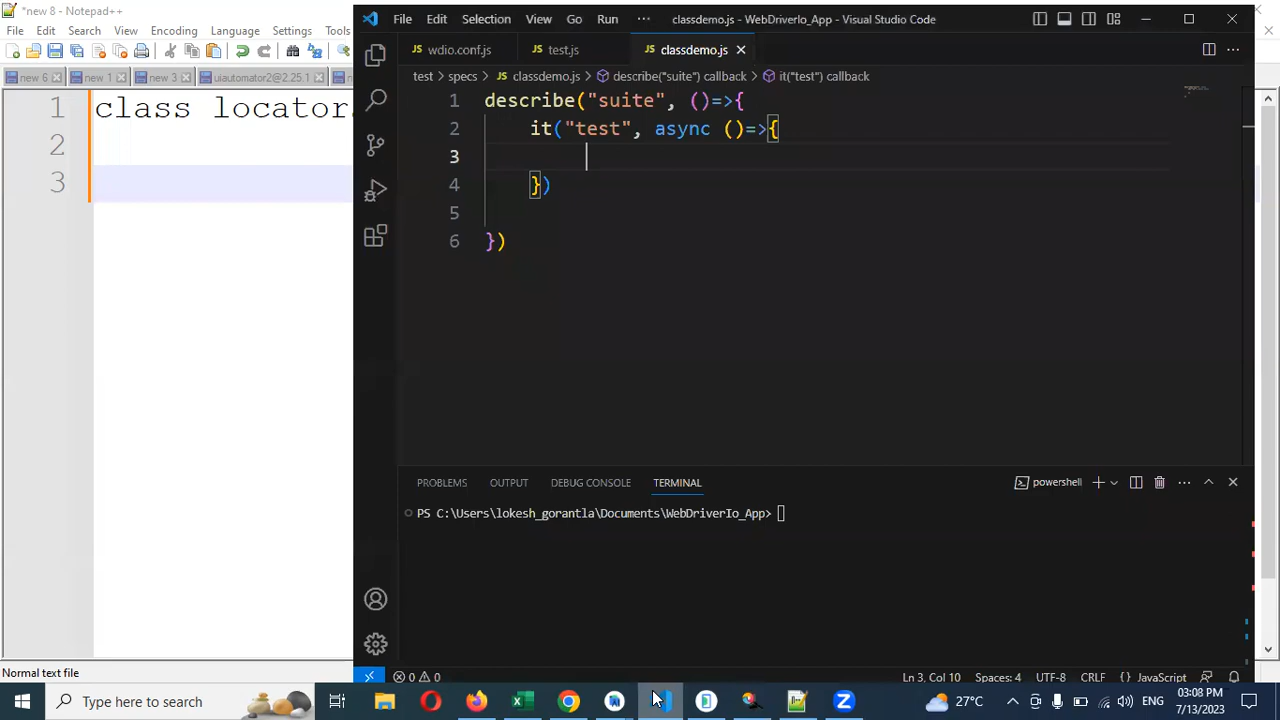 *new 8 - Notepad++
File Edit Search View Encoding Language Settings Tools
new 6 new 1 new 3 uiautomator2@2.25.1
1 class locator
2
3
Normal text file
File Edit Selection View Go Run ··· classdemo.js - WebDriverIo_App - Visual Studio Code
wdio.conf.js test.js classdemo.js
test > specs > classdemo.js > describe("suite") callback > it("test") callback
1 describe("suite", ()=>{
2 it("test", async ()=>{
3
4 })
5
6 })
PROBLEMS OUTPUT DEBUG CONSOLE TERMINAL powershell
PS C:\Users\lokesh_gorantla\Documents\WebDriverIo_App>
0 0 Ln 3, Col 10 Spaces: 4 UTF-8 CRLF {} JavaScript
Type here to search 27°C ENG 03:08 PM
7/13/2023